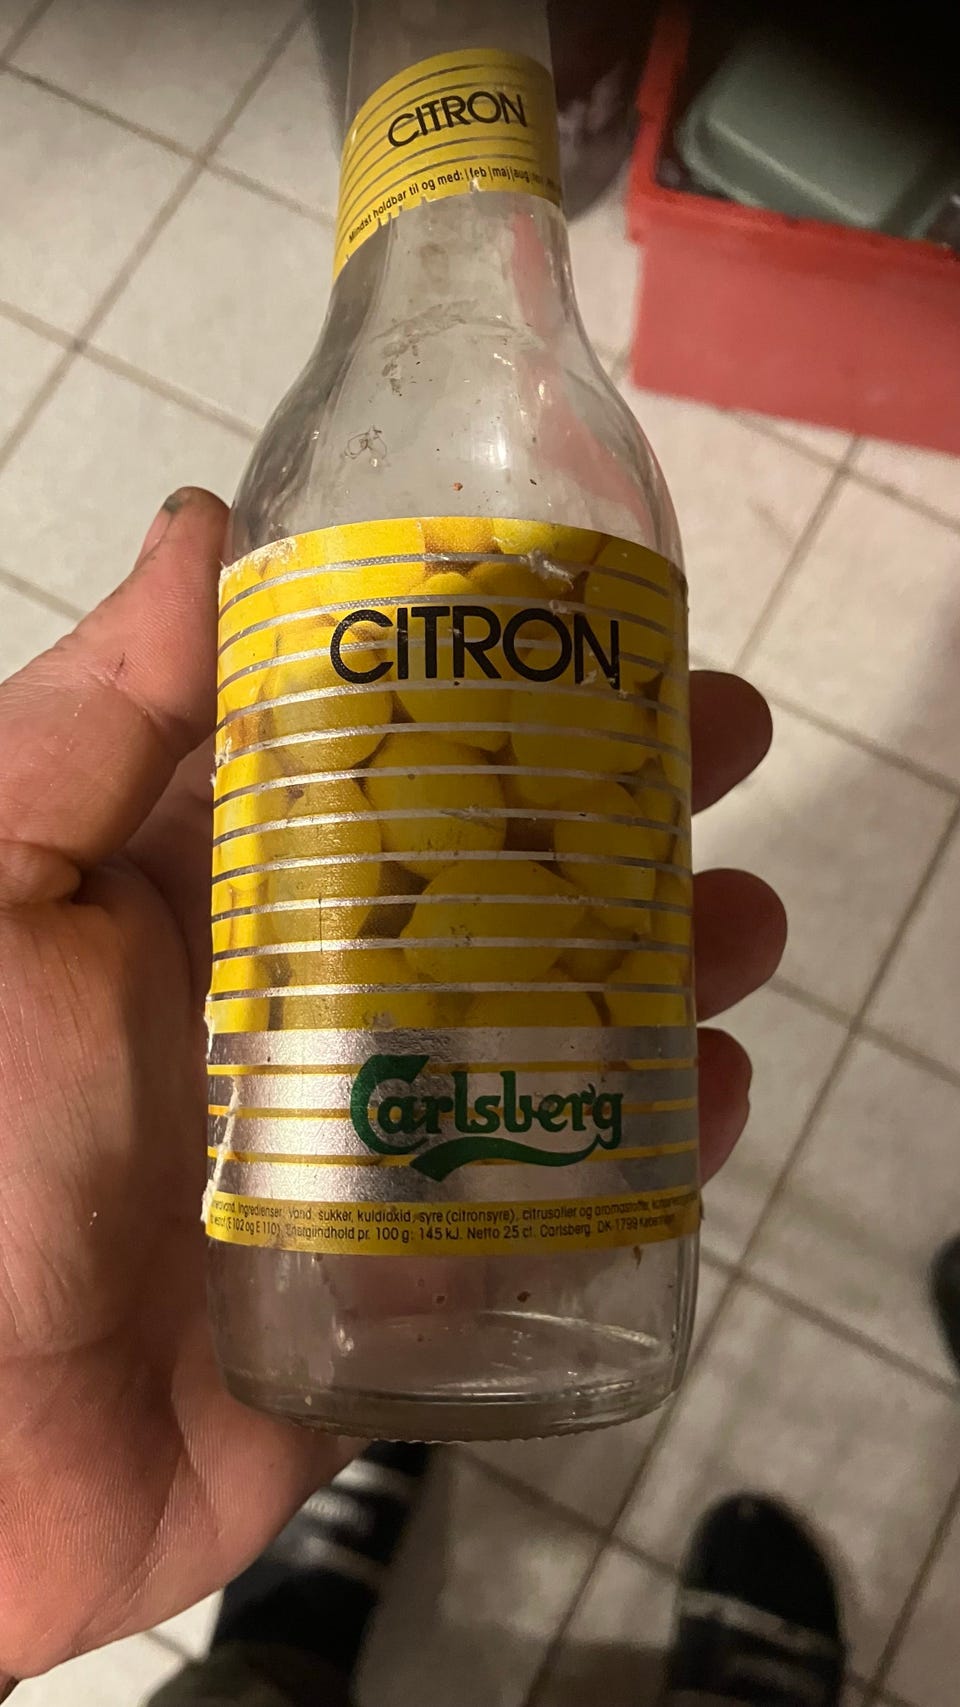 CITRON
Mindst holdbar til og med: | feb | maj | aug
CITRON
Carlsberg
Ingredienser: vand, sukker, kuldioxid, syre (citronsyre), citrusolier og aromastoffer,
(E102 og E 110). Energiindhold pr. 100 g: 145 kJ. Netto 25 cl. Carlsberg. DK-1799